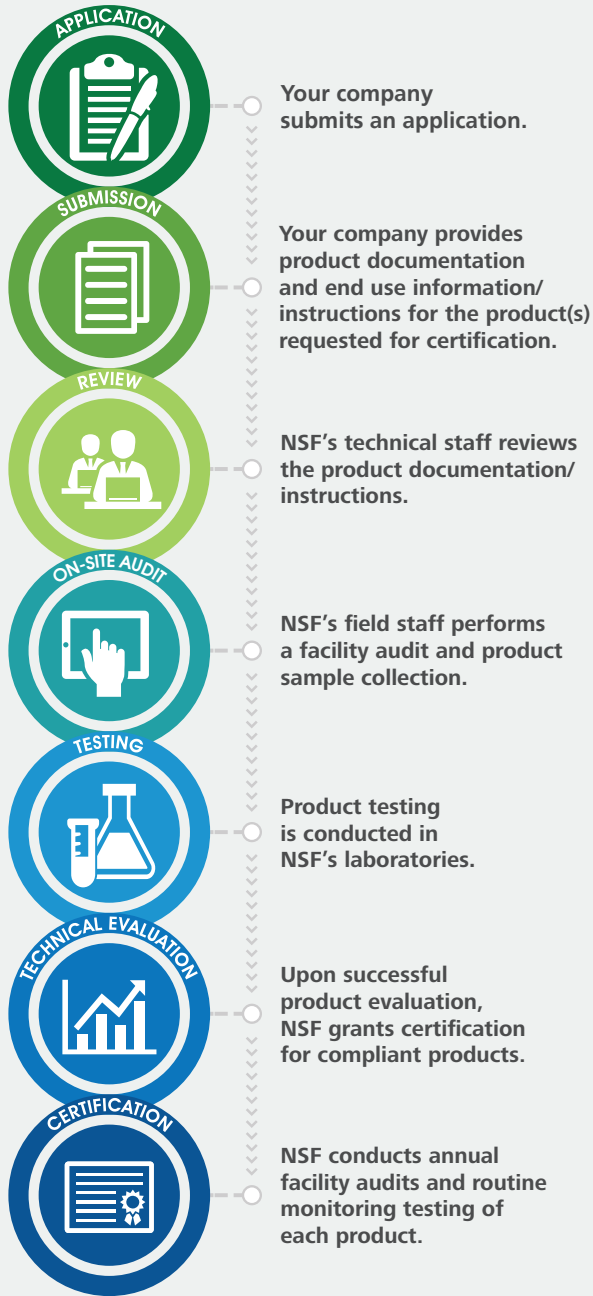 APPLICATION
Your company
submits an application.
SUBMISSION
Your company provides
product documentation
and end use information/
instructions for the product(s)
requested for certification.
REVIEW
NSF's technical staff reviews
the product documentation/
instructions.
ON-SITE AUDIT
NSF's field staff performs
a facility audit and product
sample collection.
TESTING
Product testing
is conducted in
NSF's laboratories.
TECHNICAL EVALUATION
Upon successful
product evaluation,
NSF grants certification
for compliant products.
CERTIFICATION
NSF conducts annual
facility audits and routine
monitoring testing of
each product.